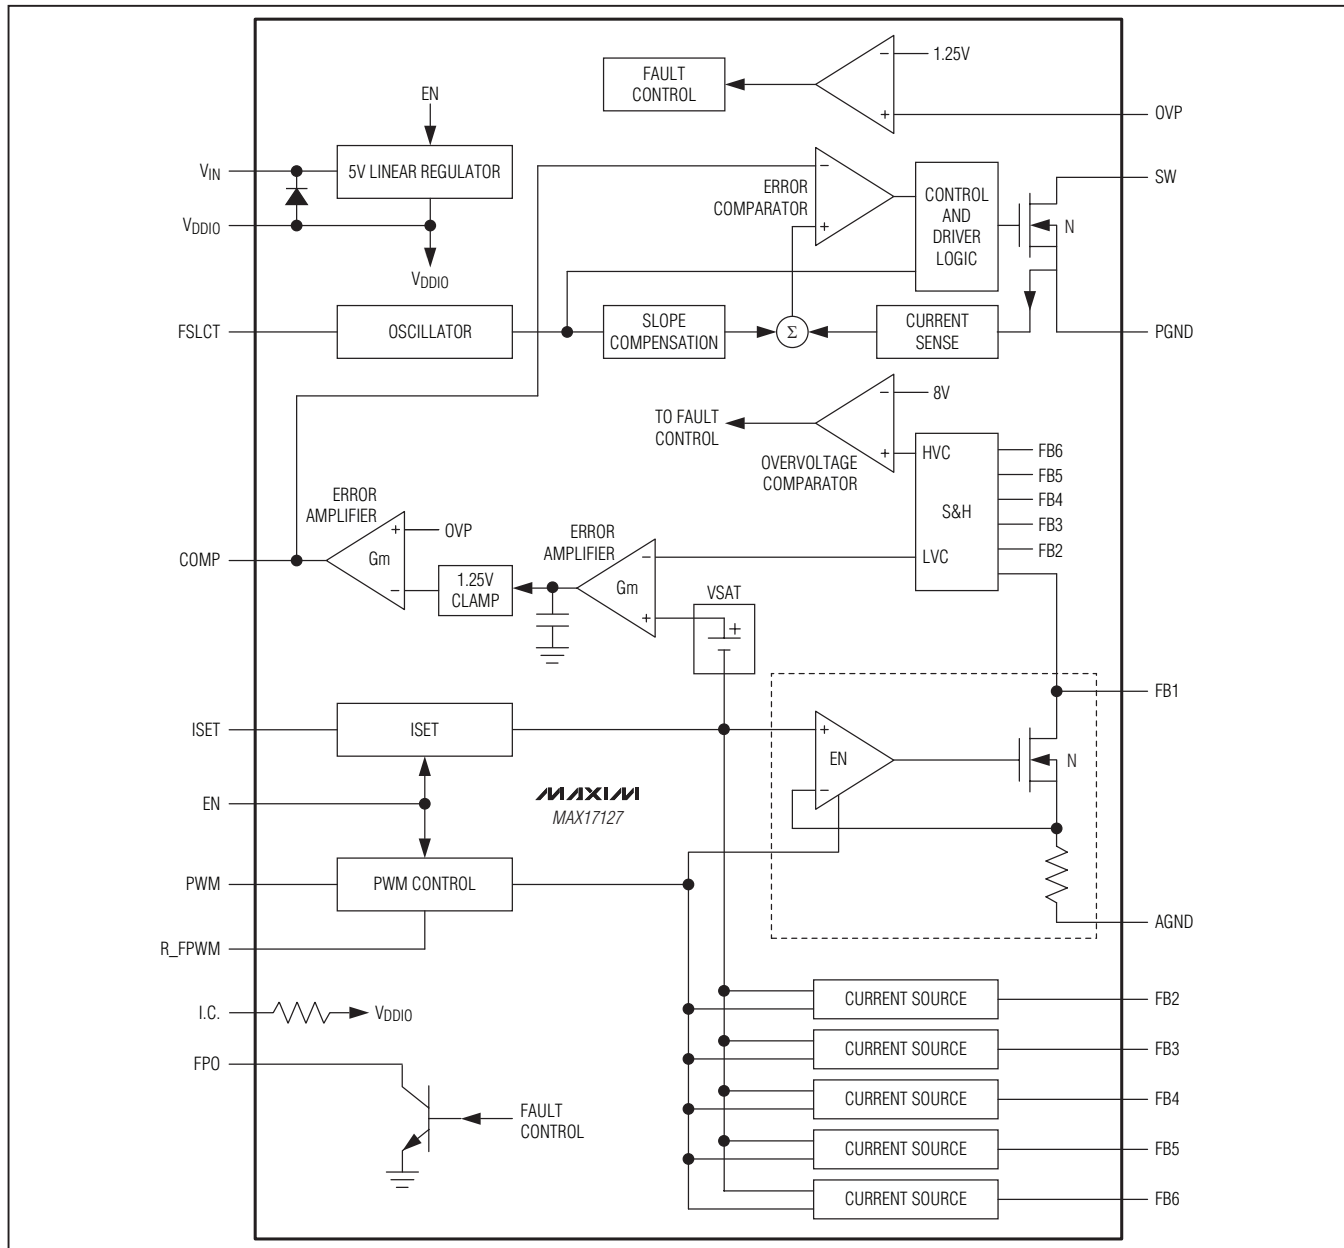 1.25V
−
FAULT
CONTROL
+
OVP
EN
VIN
5V LINEAR REGULATOR
VDDIO
VDDIO
−
ERROR
COMPARATOR
+
CONTROL
AND
DRIVER
LOGIC
SW
N
FSLCT
OSCILLATOR
SLOPE
COMPENSATION
Σ
CURRENT
SENSE
PGND
−
8V
TO FAULT
CONTROL
+
OVERVOLTAGE
COMPARATOR
HVC
S&H
LVC
FB6
FB5
FB4
FB3
FB2
ERROR
AMPLIFIER
+
OVP
COMP
Gm
−
1.25V
CLAMP
ERROR
AMPLIFIER
−
Gm
+
VSAT
+
FB1
ISET
ISET
+
EN
−
N
EN
MAXIM
MAX17127
PWM
PWM CONTROL
R_FPWM
AGND
I.C.
VDDIO
FPO
FAULT
CONTROL
CURRENT SOURCE
FB2
CURRENT SOURCE
FB3
CURRENT SOURCE
FB4
CURRENT SOURCE
FB5
CURRENT SOURCE
FB6